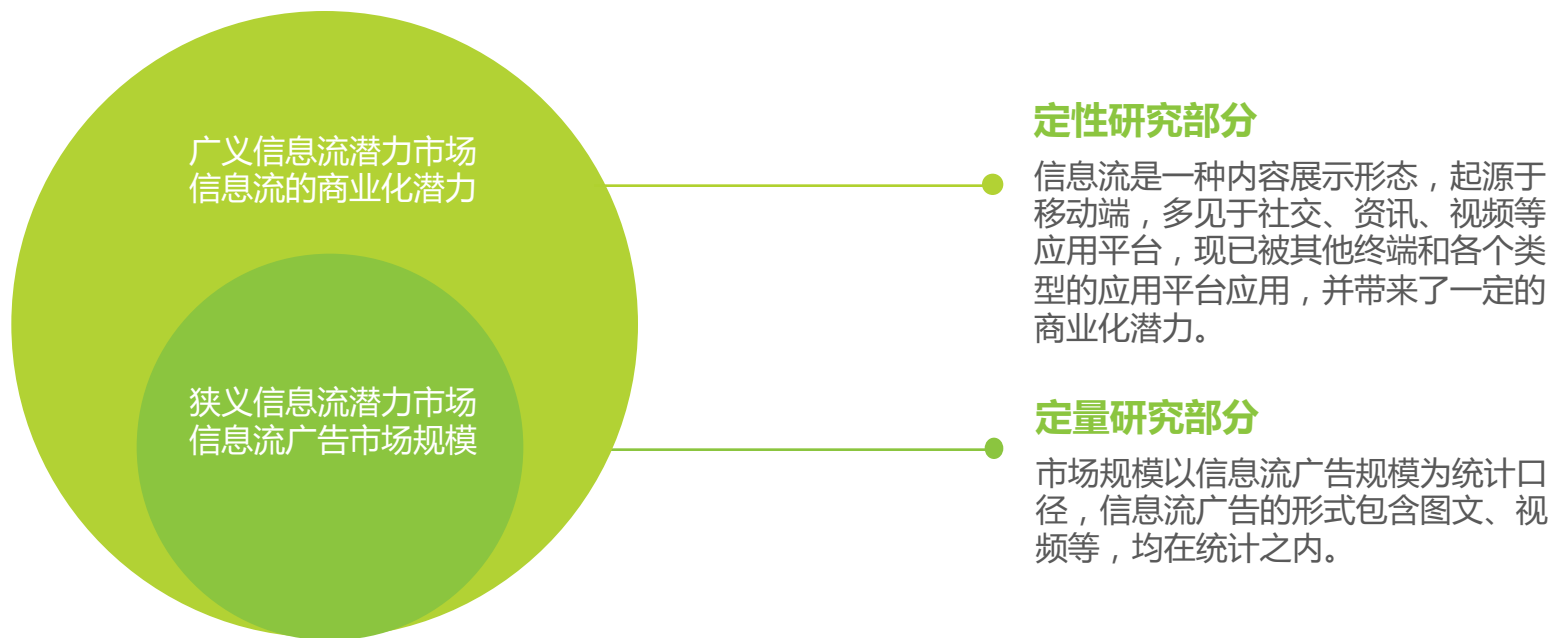 广义信息流潜力市场
信息流的商业化潜力
狭义信息流潜力市场
信息流广告市场规模
定性研究部分
信息流是一种内容展示形态，起源于
移动端，多见于社交、资讯、视频等
应用平台，现已被其他终端和各个类
型的应用平台应用，并带来了一定的
商业化潜力。
定量研究部分
市场规模以信息流广告规模为统计口
径，信息流广告的形式包含图文、视
频等，均在统计之内。